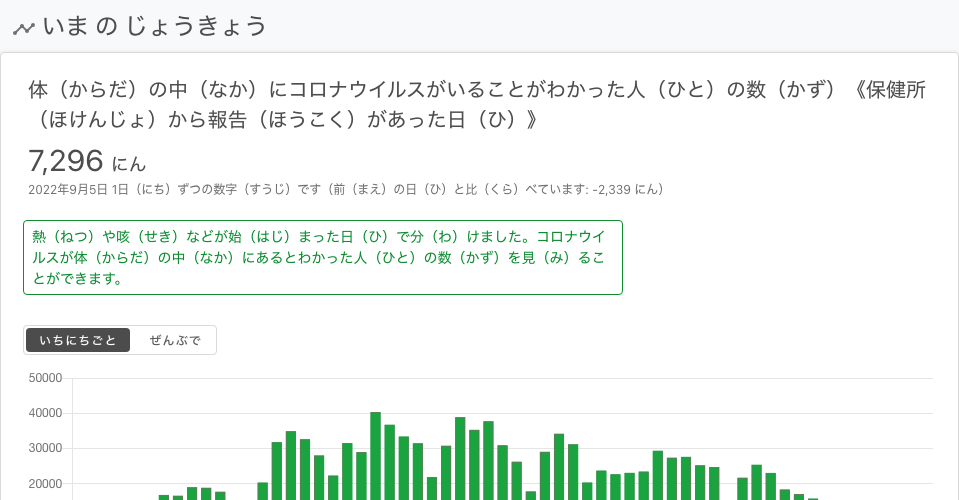 いま の じょうきょう
体（からだ）の中（なか）にコロナウイルスがいることがわかった人（ひと）の数（かず）《保健所
（ほけんじょ）から報告（ほうこく）があった日（ひ）》
7,296 にん
2022年9月5日 1日（にち）ずつの数字（すうじ）です（前（まえ）の日（ひ）と比（くら）べています: -2,339 にん）
熱（ねつ）や咳（せき）などが始（はじ）まった日（ひ）で分（わ）けました。コロナウイ
ルスが体（からだ）の中（なか）にあるとわかった人（ひと）の数（かず）を見（み）るこ
とができます。
いちにちごと ぜんぶで
50000
40000
30000
20000